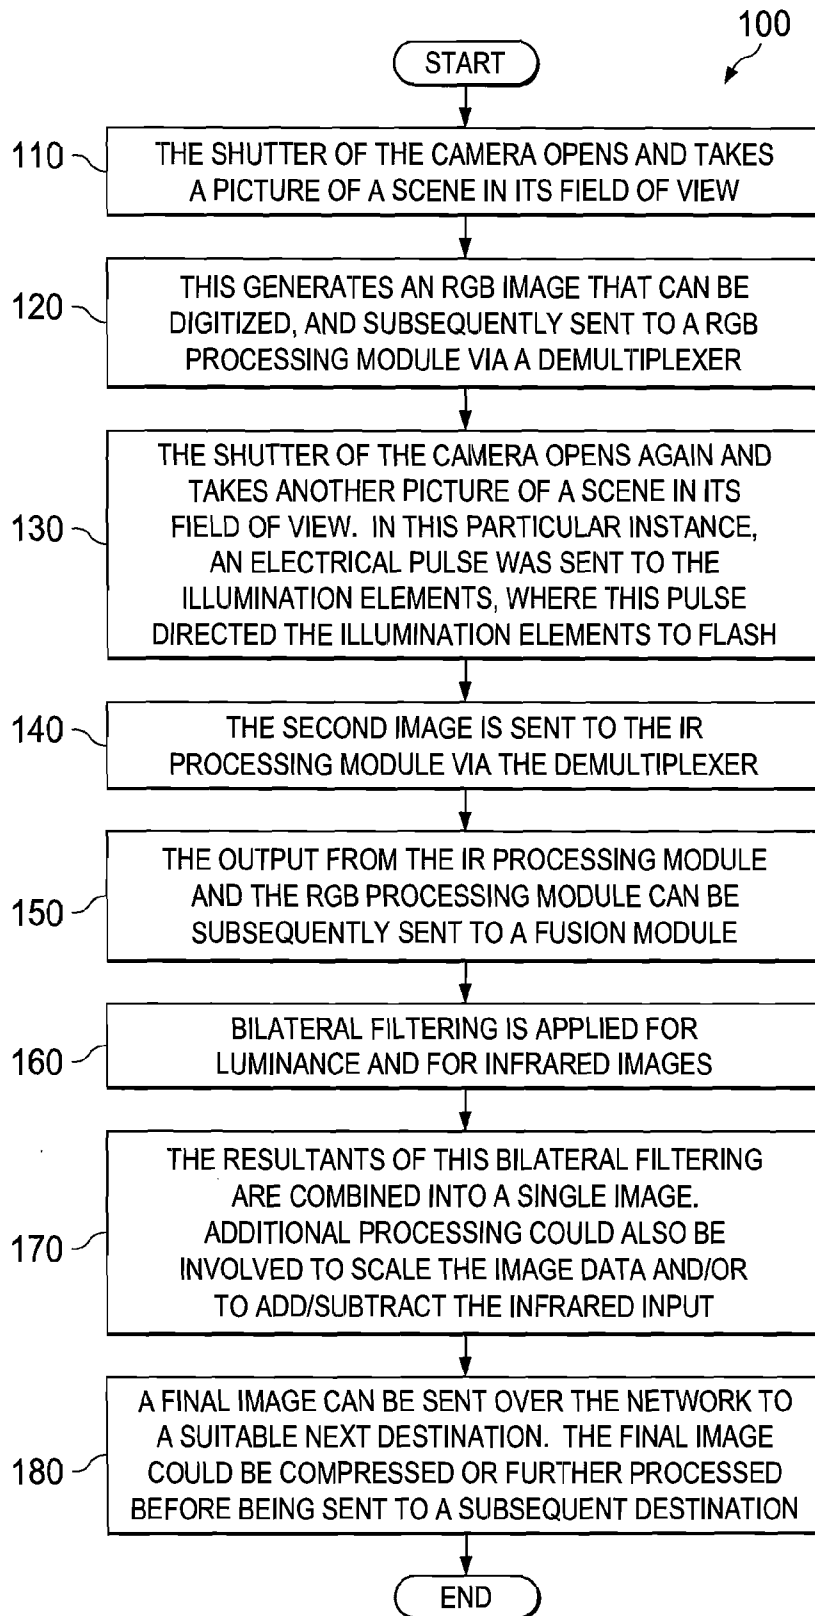 100
START
110
THE SHUTTER OF THE CAMERA OPENS AND TAKES
A PICTURE OF A SCENE IN ITS FIELD OF VIEW
120
THIS GENERATES AN RGB IMAGE THAT CAN BE
DIGITIZED, AND SUBSEQUENTLY SENT TO A RGB
PROCESSING MODULE VIA A DEMULTIPLEXER
130
THE SHUTTER OF THE CAMERA OPENS AGAIN AND
TAKES ANOTHER PICTURE OF A SCENE IN ITS
FIELD OF VIEW. IN THIS PARTICULAR INSTANCE,
AN ELECTRICAL PULSE WAS SENT TO THE
ILLUMINATION ELEMENTS, WHERE THIS PULSE
DIRECTED THE ILLUMINATION ELEMENTS TO FLASH
140
THE SECOND IMAGE IS SENT TO THE IR
PROCESSING MODULE VIA THE DEMULTIPLEXER
150
THE OUTPUT FROM THE IR PROCESSING MODULE
AND THE RGB PROCESSING MODULE CAN BE
SUBSEQUENTLY SENT TO A FUSION MODULE
160
BILATERAL FILTERING IS APPLIED FOR
LUMINANCE AND FOR INFRARED IMAGES
170
THE RESULTANTS OF THIS BILATERAL FILTERING
ARE COMBINED INTO A SINGLE IMAGE.
ADDITIONAL PROCESSING COULD ALSO BE
INVOLVED TO SCALE THE IMAGE DATA AND/OR
TO ADD/SUBTRACT THE INFRARED INPUT
180
A FINAL IMAGE CAN BE SENT OVER THE NETWORK TO
A SUITABLE NEXT DESTINATION. THE FINAL IMAGE
COULD BE COMPRESSED OR FURTHER PROCESSED
BEFORE BEING SENT TO A SUBSEQUENT DESTINATION
END